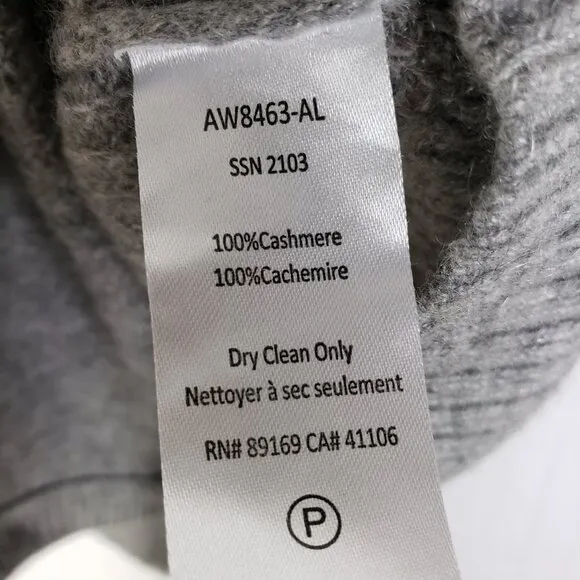 AW8463-AL
SSN 2103
100%Cashmere
100%Cachemire
Dry Clean Only
Nettoyer à sec seulement
RN# 89169 CA# 41106
P